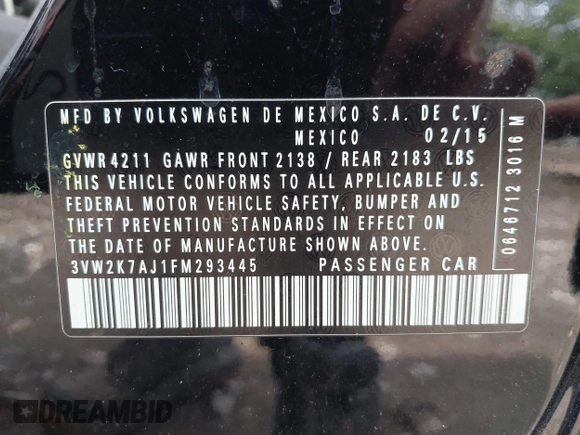 MFD BY VOLKSWAGEN DE MEXICO S.A. DE C.V.
MEXICO 02/15
GVWR 4211 GAWR FRONT 2138 / REAR 2183 LBS
THIS VEHICLE CONFORMS TO ALL APPLICABLE U.S.
FEDERAL MOTOR VEHICLE SAFETY, BUMPER AND
THEFT PREVENTION STANDARDS IN EFFECT ON
THE DATE OF MANUFACTURE SHOWN ABOVE.
3VW2K7AJ1FM293445 PASSENGER CAR
0646712 3016 M
DREAMBID